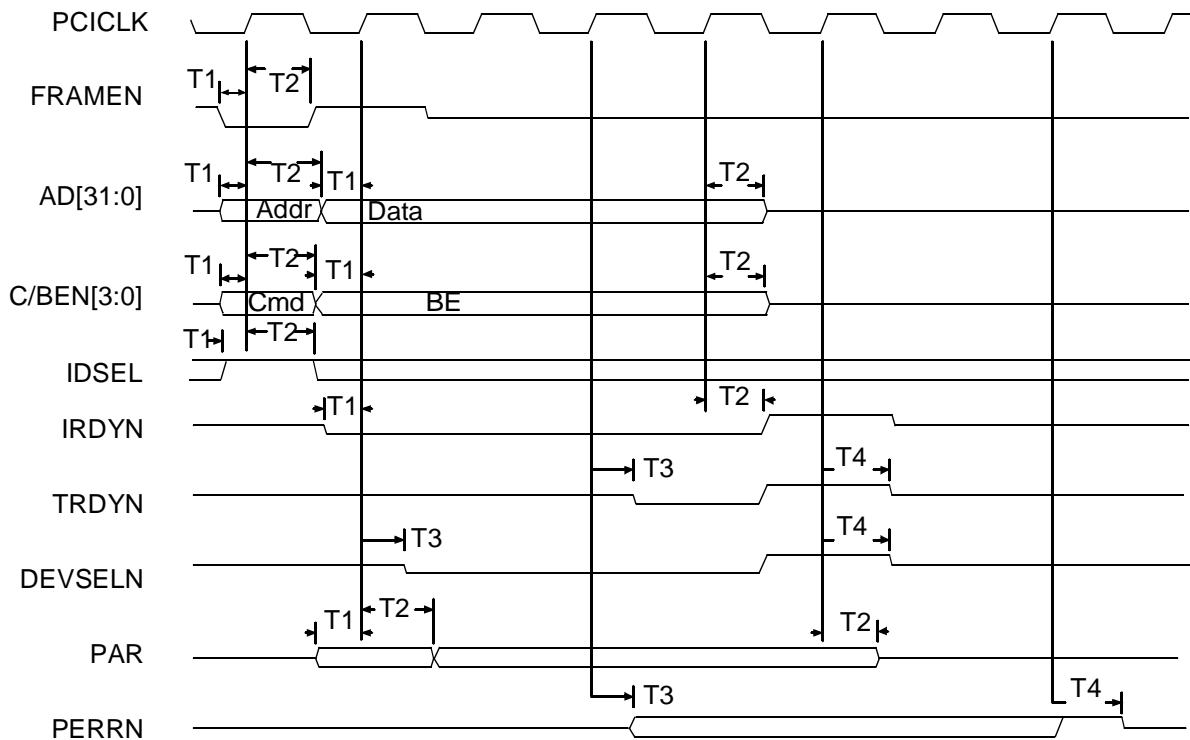 PCICLK
T1 T2
FRAMEN
T1 T2 T1 T2
AD[31:0]
Addr Data
T1 T2 T1 T2
C/BEN[3:0]
Cmd BE
T1 T2
IDSEL
T1 T2
IRDYN
T3 T4
TRDYN
T3 T4
DEVSELN
T1 T2 T2
PAR
T3 T4
PERRN